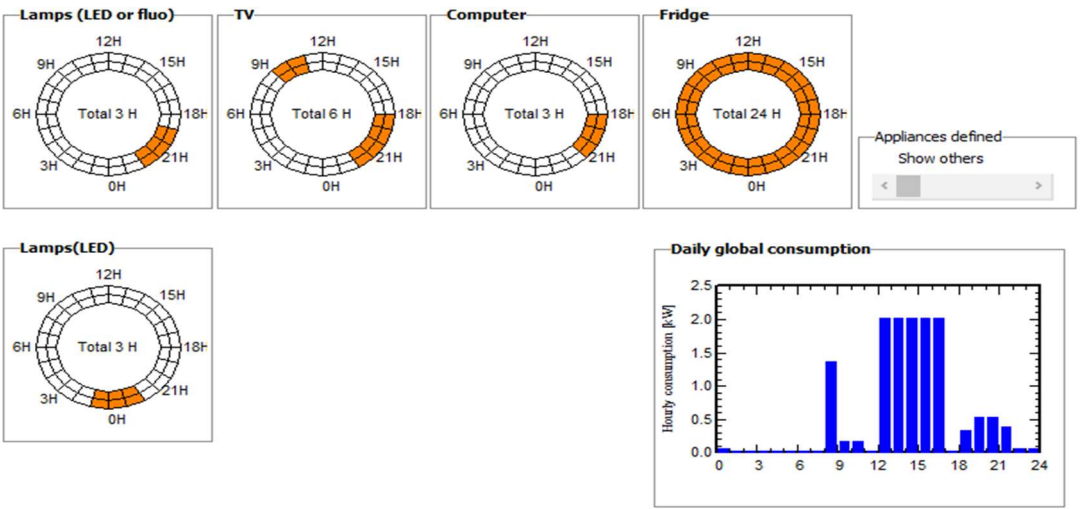 Lamps (LED or fluo)
12H
9H
15H
6H
Total 3 H
18H
3H
21H
0H
TV
12H
9H
15H
6H
Total 6 H
18H
3H
21H
0H
Computer
12H
9H
15H
6H
Total 3 H
18H
3H
21H
0H
Fridge
12H
9H
15H
6H
Total 24 H
18H
3H
21H
0H
Appliances defined
Show others
Lamps(LED)
12H
9H
15H
6H
Total 3 H
18H
3H
21H
0H
Daily global consumption
Hourly consumption [kW]
2.5
2.0
1.5
1.0
0.5
0.0
0 3 6 9 12 15 18 21 24